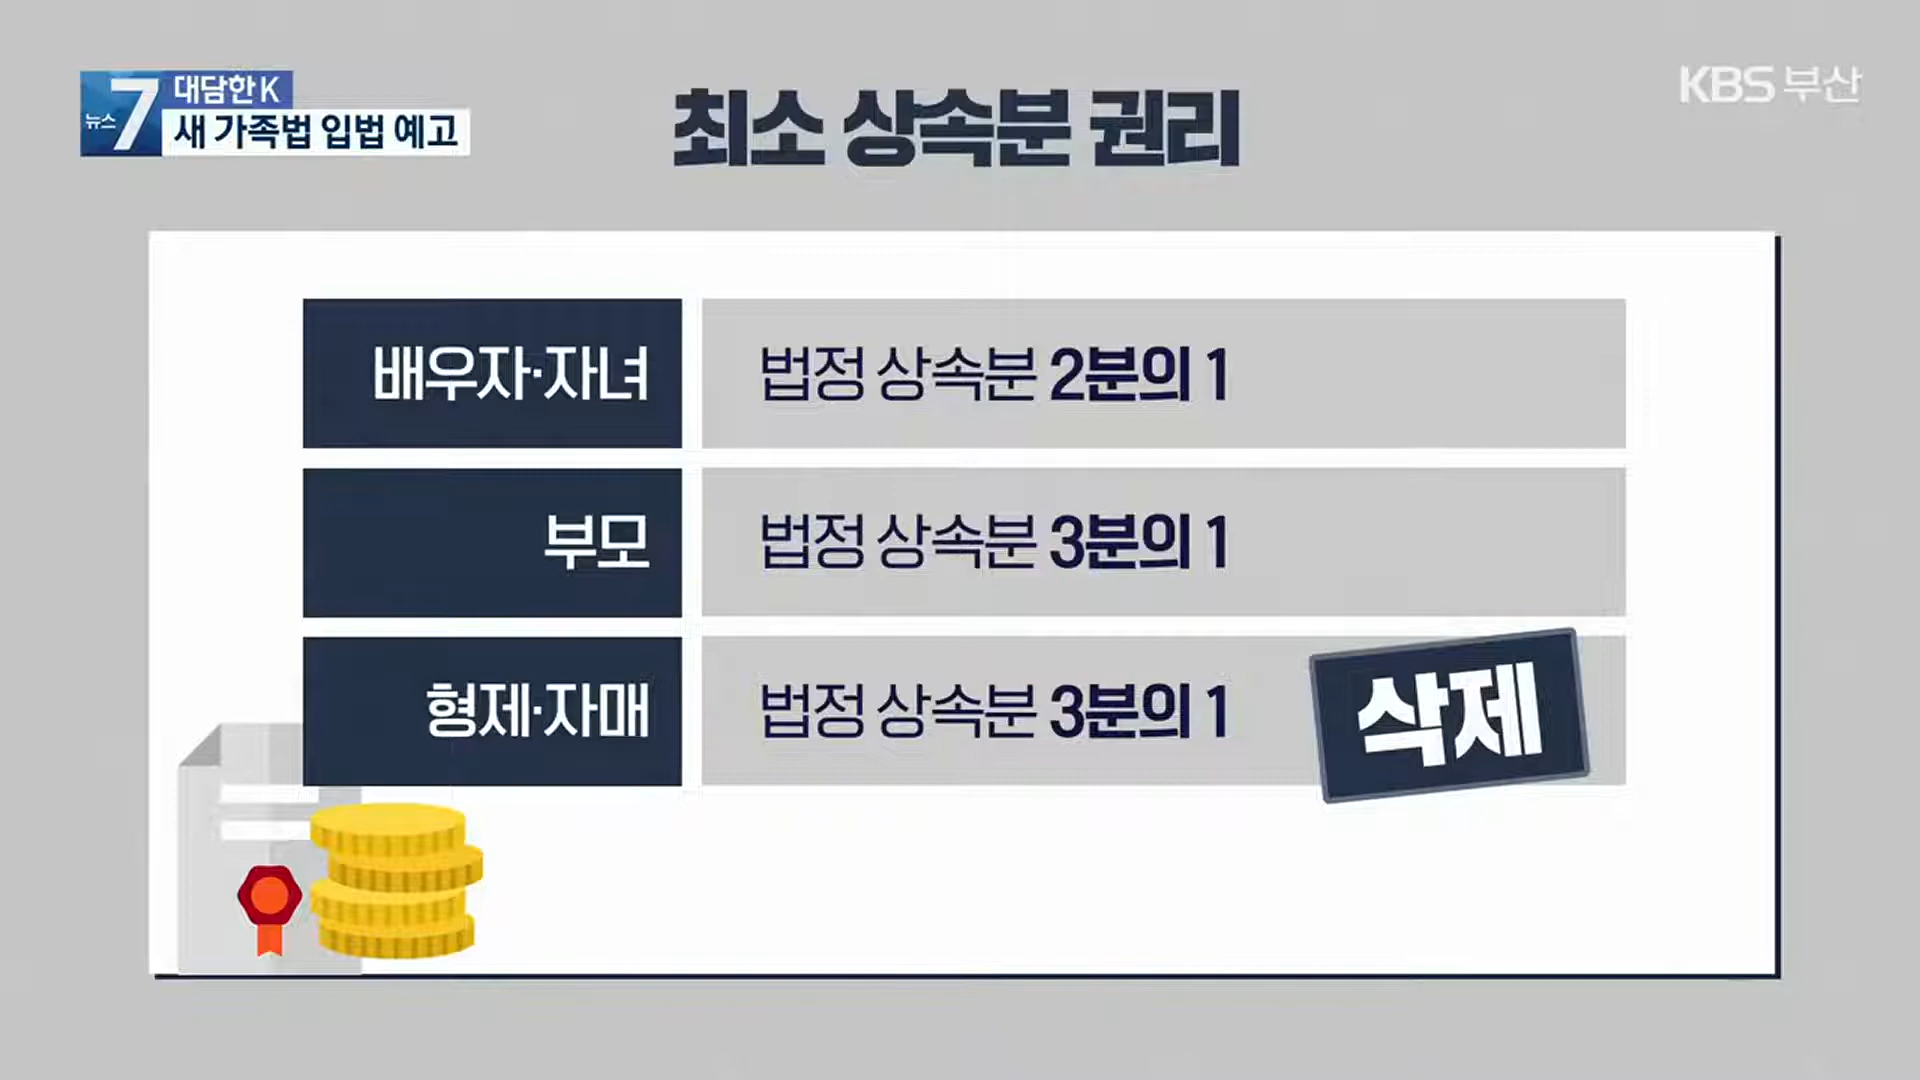 뉴스 7
대담한 K
새 가족법 입법 예고
최소 상속분 권리
KBS 부산
배우자·자녀 법정 상속분 2분의 1
부모 법정 상속분 3분의 1
형제·자매 법정 상속분 3분의 1 삭제